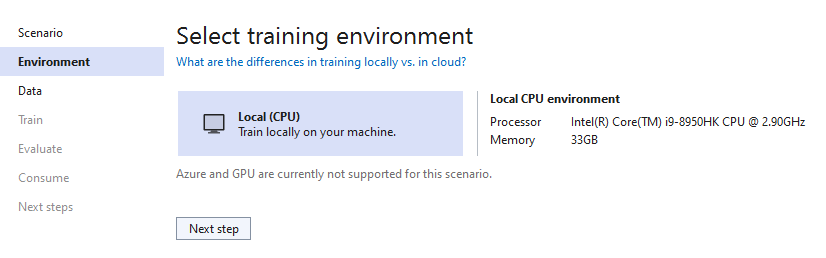 Scenario
Environment
Data
Train
Evaluate
Consume
Next steps
Select training environment
What are the differences in training locally vs. in cloud?
Local (CPU)
Train locally on your machine.
Local CPU environment
Processor Intel(R) Core(TM) i9-8950HK CPU @ 2.90GHz
Memory 33GB
Azure and GPU are currently not supported for this scenario.
Next step